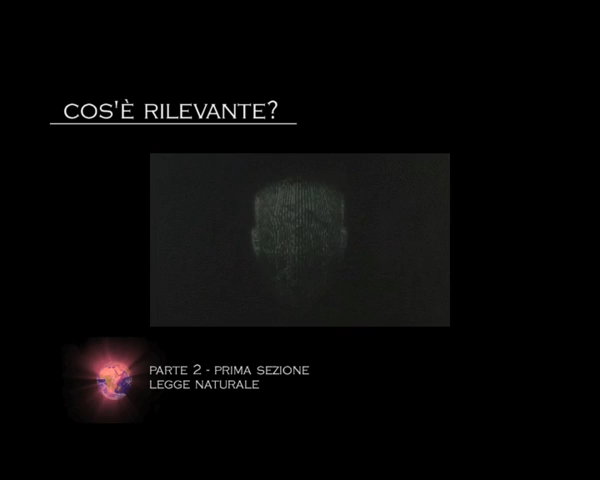 COS'È RILEVANTE?
PARTE 2 - PRIMA SEZIONE
LEGGE NATURALE